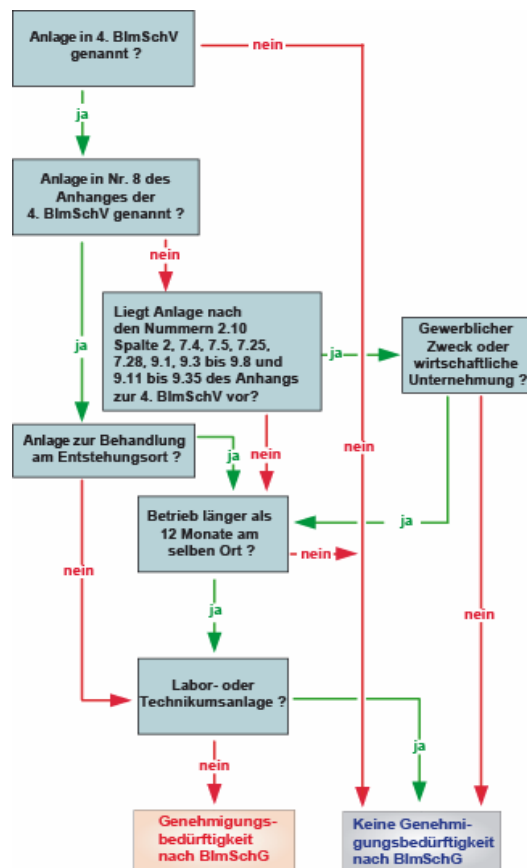 Anlage in 4. BImSchV
genannt ?
nein
ja
Anlage in Nr. 8 des
Anhanges der
4. BImSchV genannt ?
nein
ja
Liegt Anlage nach
den Nummern 2.10
Spalte 2, 7.4, 7.5, 7.25,
7.28, 9.1, 9.3 bis 9.8 und
9.11 bis 9.35 des Anhangs
zur 4. BImSchV vor?
ja
Gewerblicher
Zweck oder
wirtschaftliche
Unternehmung ?
Anlage zur Behandlung
am Entstehungsort ?
ja
nein
Betrieb länger als
12 Monate am
selben Ort ?
ja
nein
nein
ja
nein
Labor- oder
Technikumsanlage ?
ja
nein
Genehmigungs-
bedürftigkeit
nach BImSchG
Keine Genehmi-
gungsbedürftigkeit
nach BImSchG